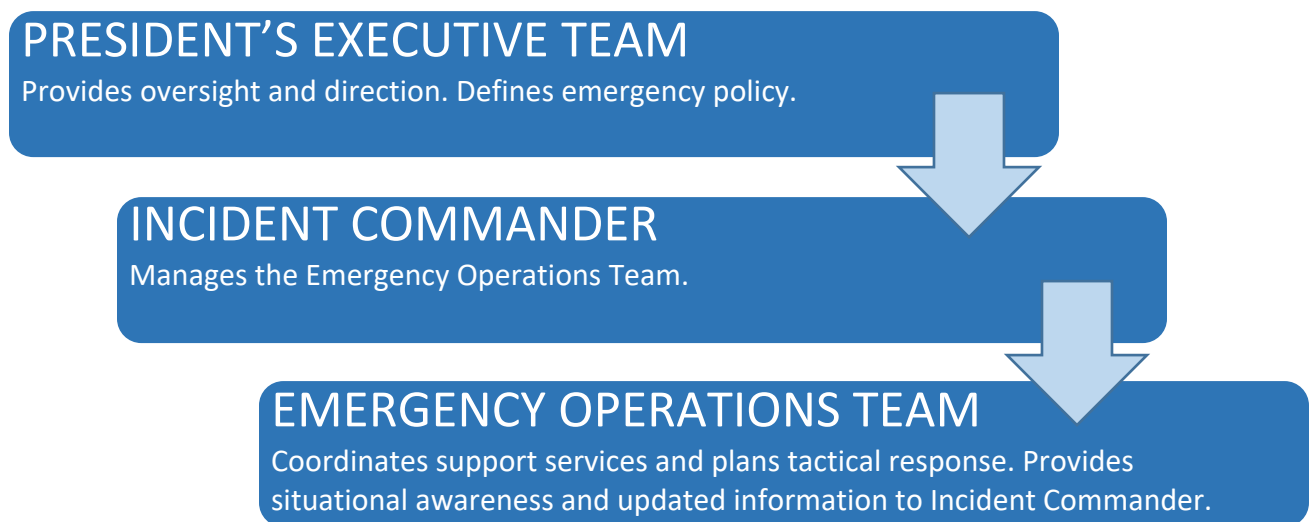 PRESIDENT’S EXECUTIVE TEAM
Provides oversight and direction. Defines emergency policy.
INCIDENT COMMANDER
Manages the Emergency Operations Team.
EMERGENCY OPERATIONS TEAM
Coordinates support services and plans tactical response. Provides
situational awareness and updated information to Incident Commander.